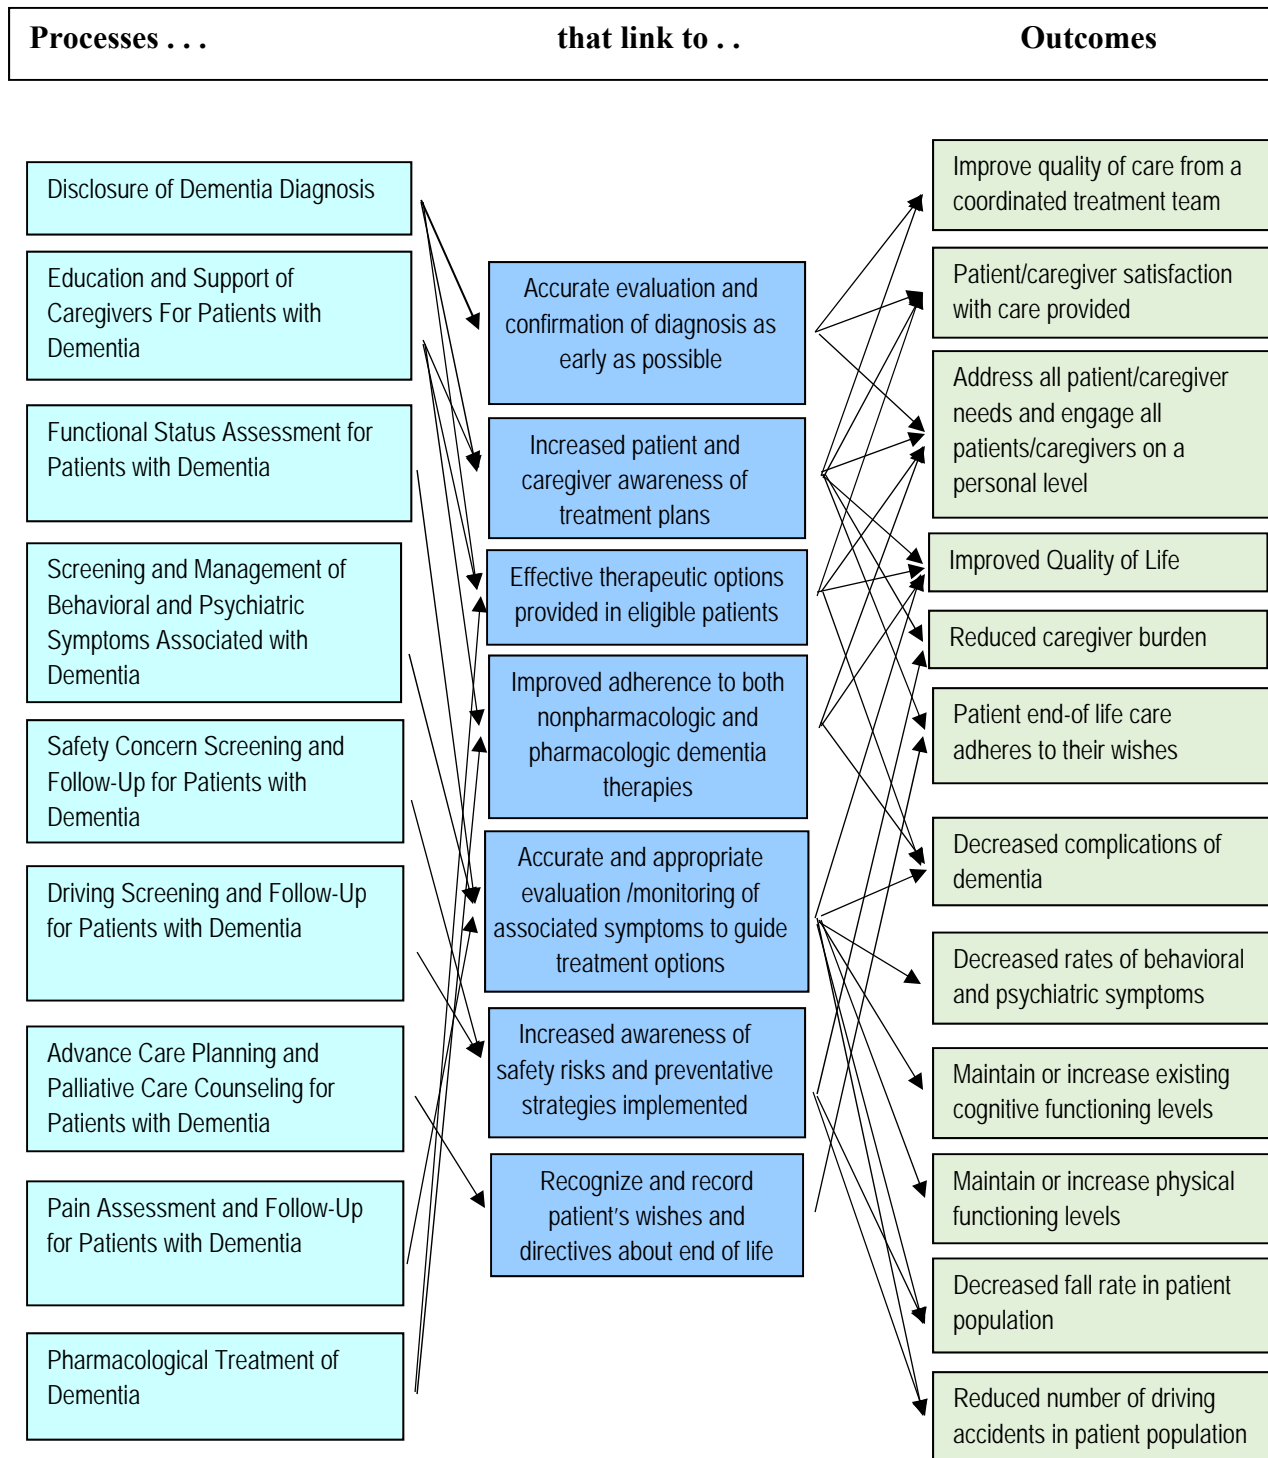 Processes . . .
that link to . .
Outcomes
Disclosure of Dementia Diagnosis
Education and Support of
Caregivers For Patients with
Dementia
Functional Status Assessment for
Patients with Dementia
Screening and Management of
Behavioral and Psychiatric
Symptoms Associated with
Dementia
Safety Concern Screening and
Follow-Up for Patients with
Dementia
Driving Screening and Follow-Up
for Patients with Dementia
Advance Care Planning and
Palliative Care Counseling for
Patients with Dementia
Pain Assessment and Follow-Up
for Patients with Dementia
Pharmacological Treatment of
Dementia
Accurate evaluation and
confirmation of diagnosis as
early as possible
Increased patient and
caregiver awareness of
treatment plans
Effective therapeutic options
provided in eligible patients
Improved adherence to both
nonpharmacologic and
pharmacologic dementia
therapies
Accurate and appropriate
evaluation /monitoring of
associated symptoms to guide
treatment options
Increased awareness of
safety risks and preventative
strategies implemented
Recognize and record
patient's wishes and
directives about end of life
Improve quality of care from a
coordinated treatment team
Patient/caregiver satisfaction
with care provided
Address all patient/caregiver
needs and engage all
patients/caregivers on a
personal level
Improved Quality of Life
Reduced caregiver burden
Patient end-of life care
adheres to their wishes
Decreased complications of
dementia
Decreased rates of behavioral
and psychiatric symptoms
Maintain or increase existing
cognitive functioning levels
Maintain or increase physical
functioning levels
Decreased fall rate in patient
population
Reduced number of driving
accidents in patient population